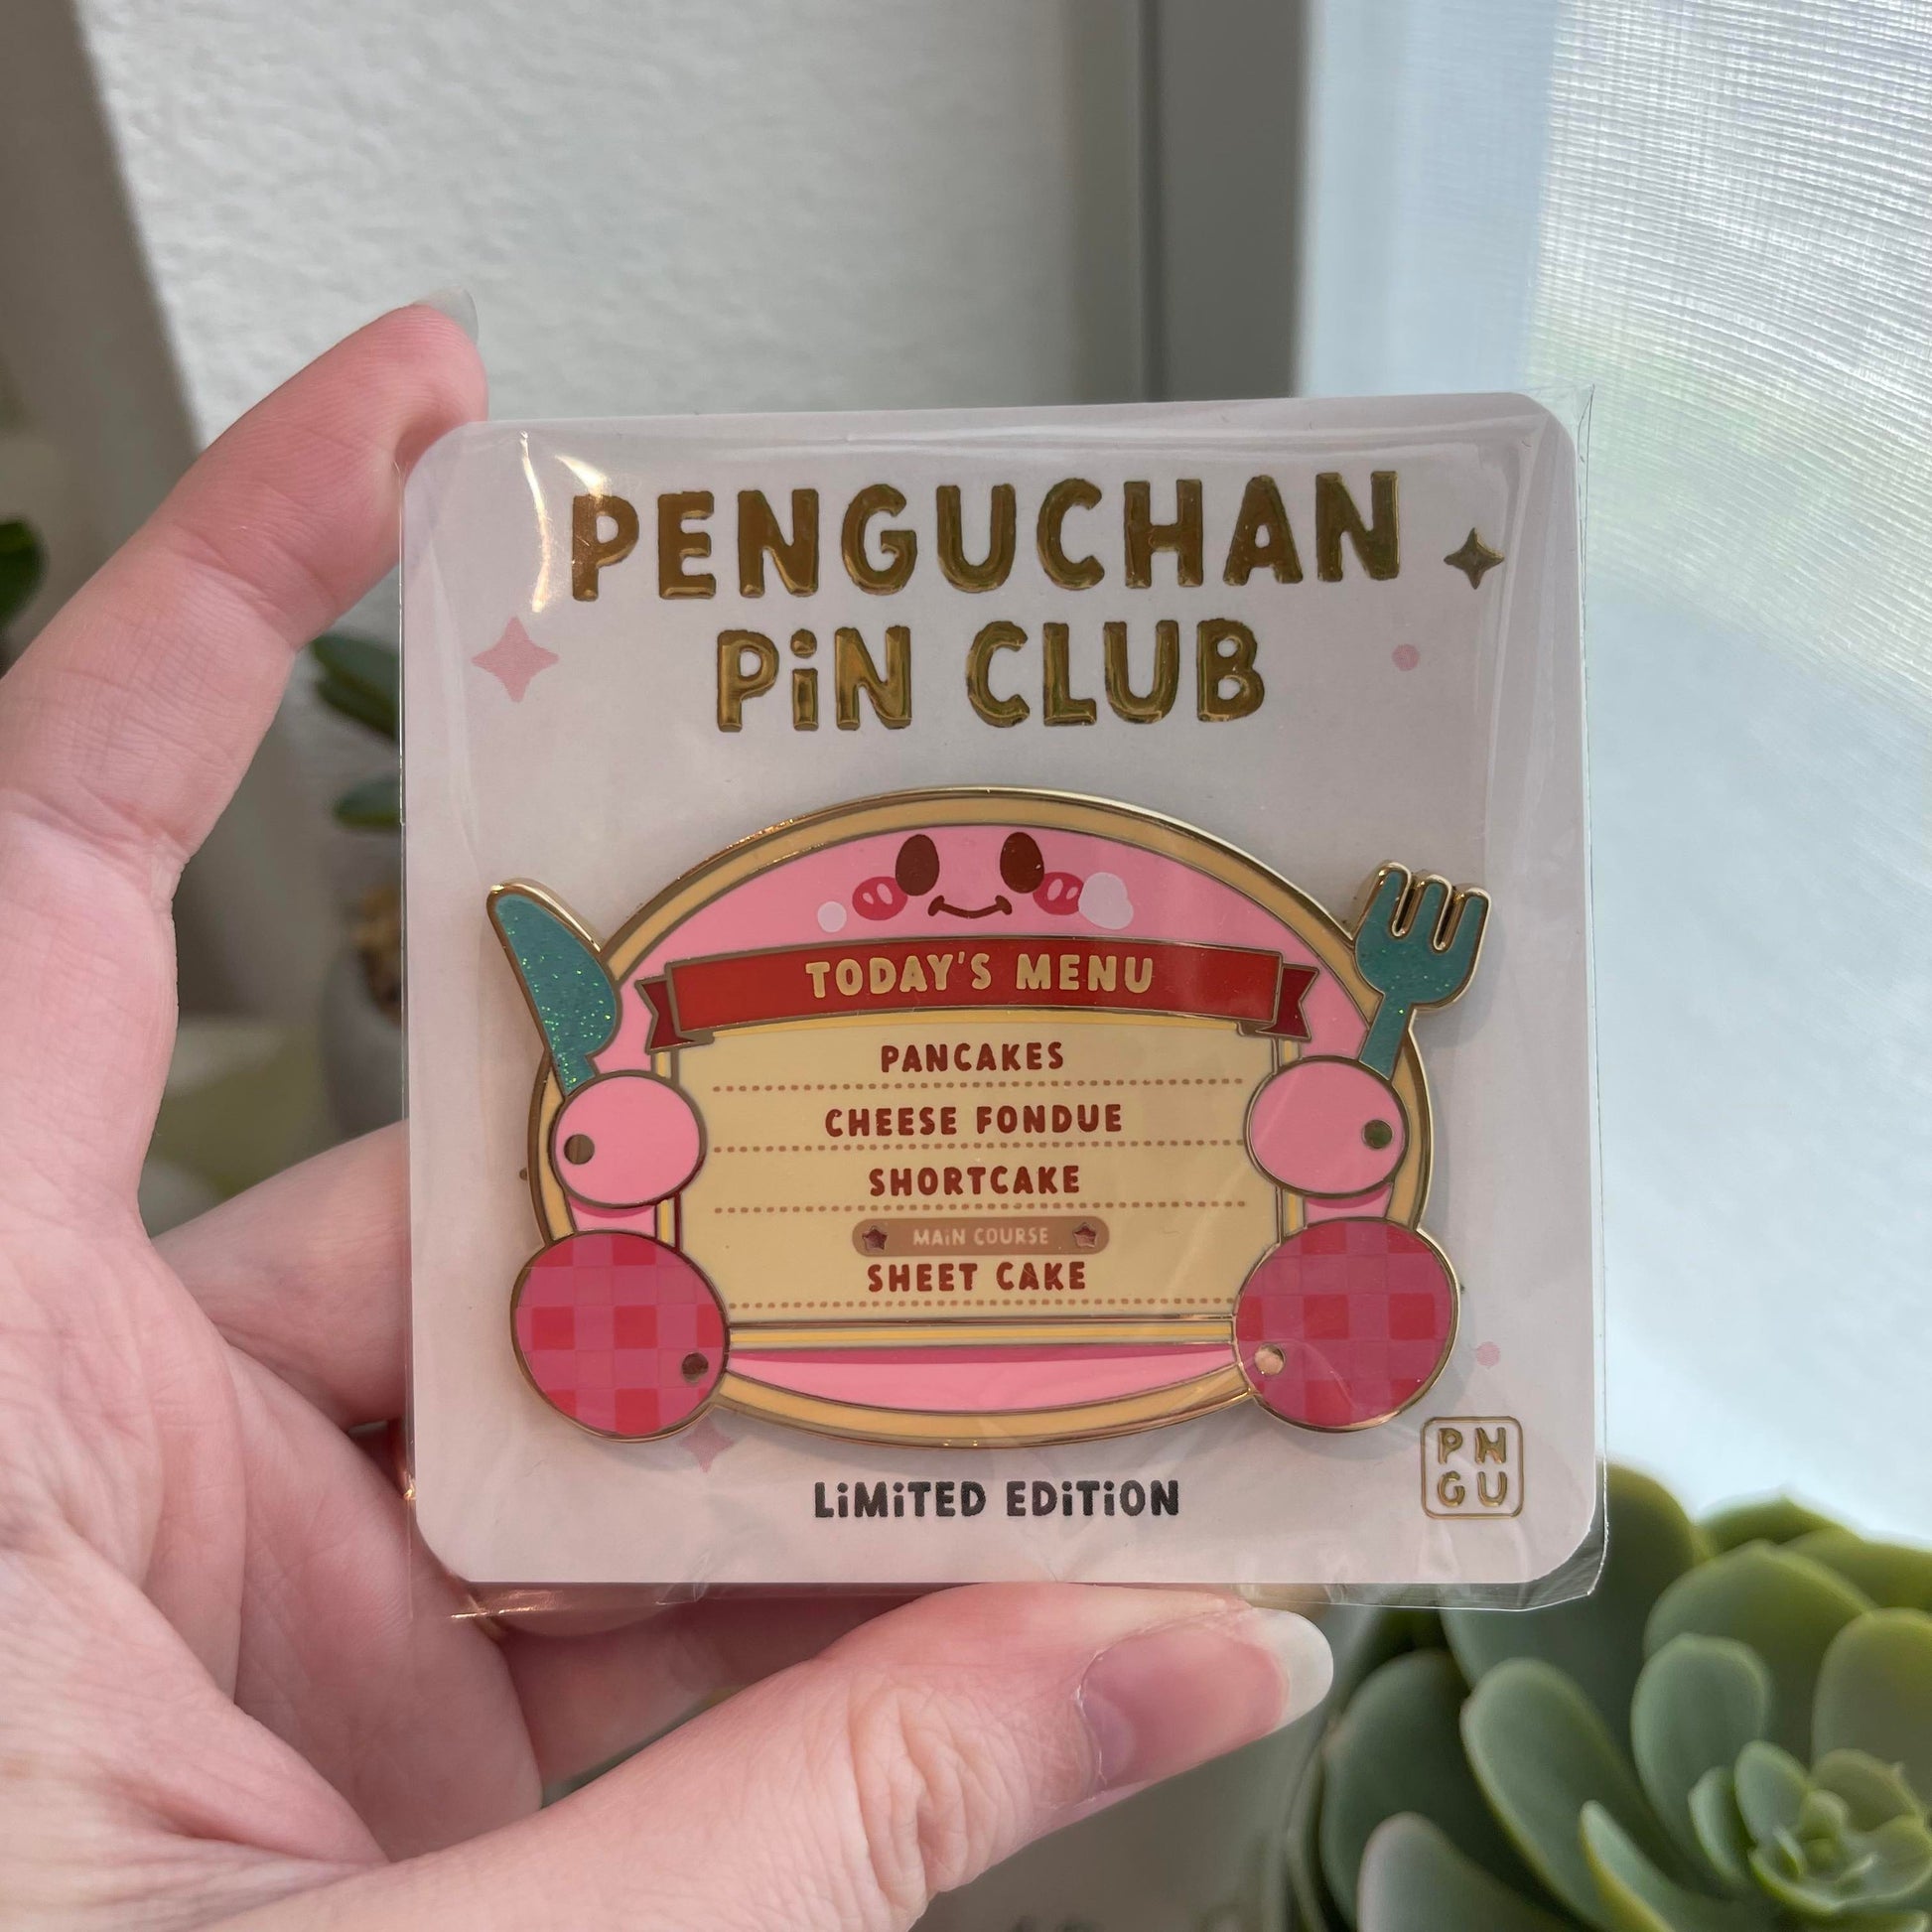 PENGUCHAN
PiN CLUB
TODAY'S MENU
PANCAKES
CHEESE FONDUE
SHORTCAKE
MAiN COURSE
SHEET CAKE
LiMiTED EDiTiON
PN
GU